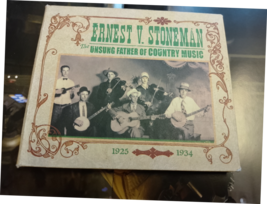 ERNEST V. STONEMAN
The UNSUNG FATHER OF COUNTRY MUSIC
1925 1934